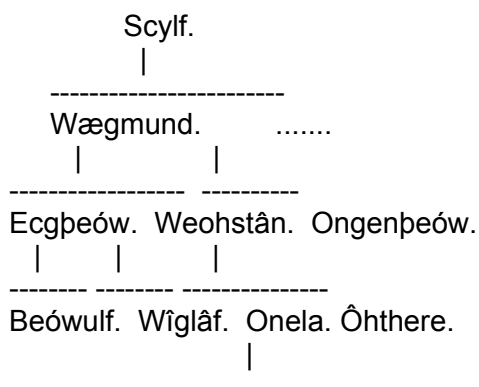 Scylf.
|
------------------------
Wægmund. .......
| |
------------------ ----------
Ecgþeów. Weohstân. Ongenþeów.
| | |
-------- -------- ---------------
Beówulf. Wîglâf. Onela. Ôhthere.
|